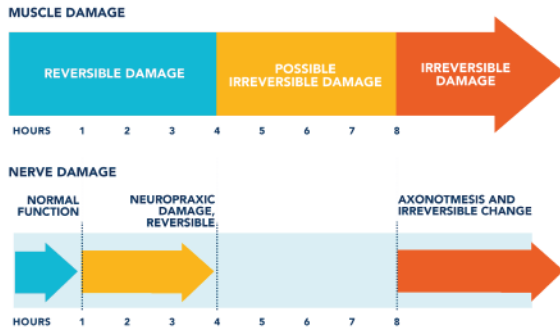 MUSCLE DAMAGE
REVERSIBLE DAMAGE
POSSIBLE
IRREVERSIBLE DAMAGE
IRREVERSIBLE
DAMAGE
HOURS 1 2 3 4 5 6 7 8
NERVE DAMAGE
NORMAL
FUNCTION
NEUROPRAXIC
DAMAGE,
REVERSIBLE
AXONOTMESIS AND
IRREVERSIBLE CHANGE
HOURS 1 2 3 4 5 6 7 8